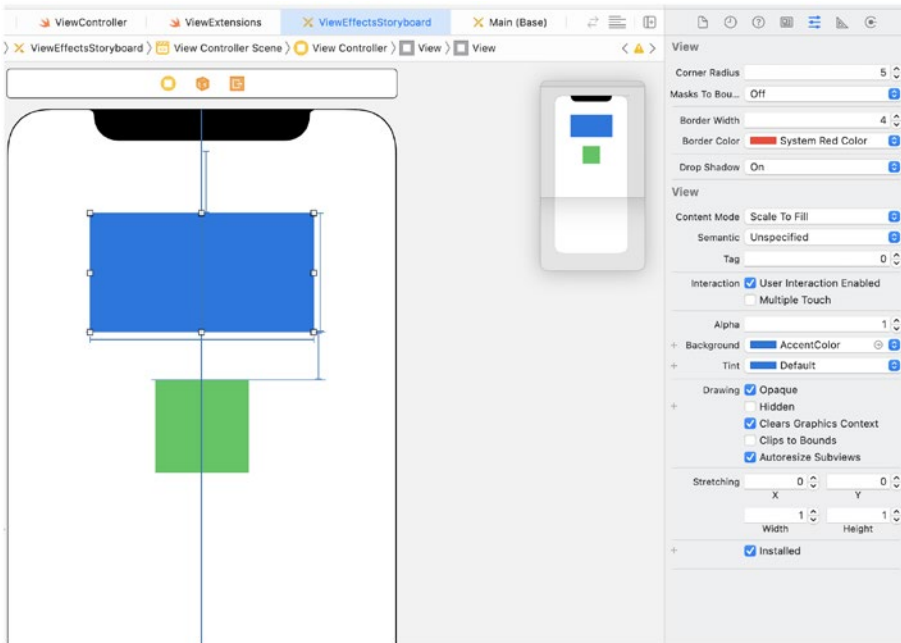 ViewController
ViewExtensions
ViewEffectsStoryboard
Main (Base)
ViewEffectsStoryboard
View Controller Scene
View Controller
View
View
View
Corner Radius 5
Masks To Bou... Off
Border Width 4
Border Color System Red Color
Drop Shadow On
View
Content Mode Scale To Fill
Semantic Unspecified
Tag 0
Interaction User Interaction Enabled
Multiple Touch
Alpha 1
Background AccentColor
Tint Default
Drawing Opaque
Hidden
Clears Graphics Context
Clips to Bounds
Autoresize Subviews
Stretching 0 0
X Y
1 1
Width Height
Installed